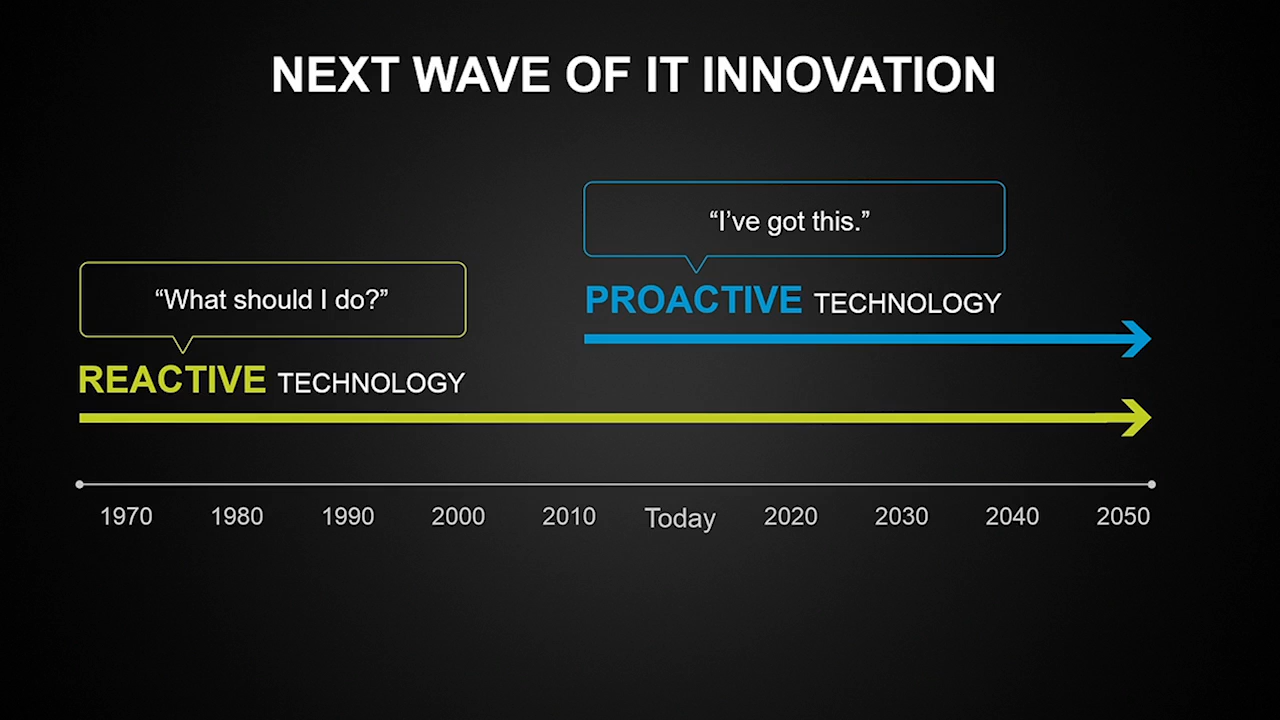 NEXT WAVE OF IT INNOVATION
“I’ve got this.”
PROACTIVE TECHNOLOGY
“What should I do?”
REACTIVE TECHNOLOGY
1970 1980 1990 2000 2010 Today 2020 2030 2040 2050